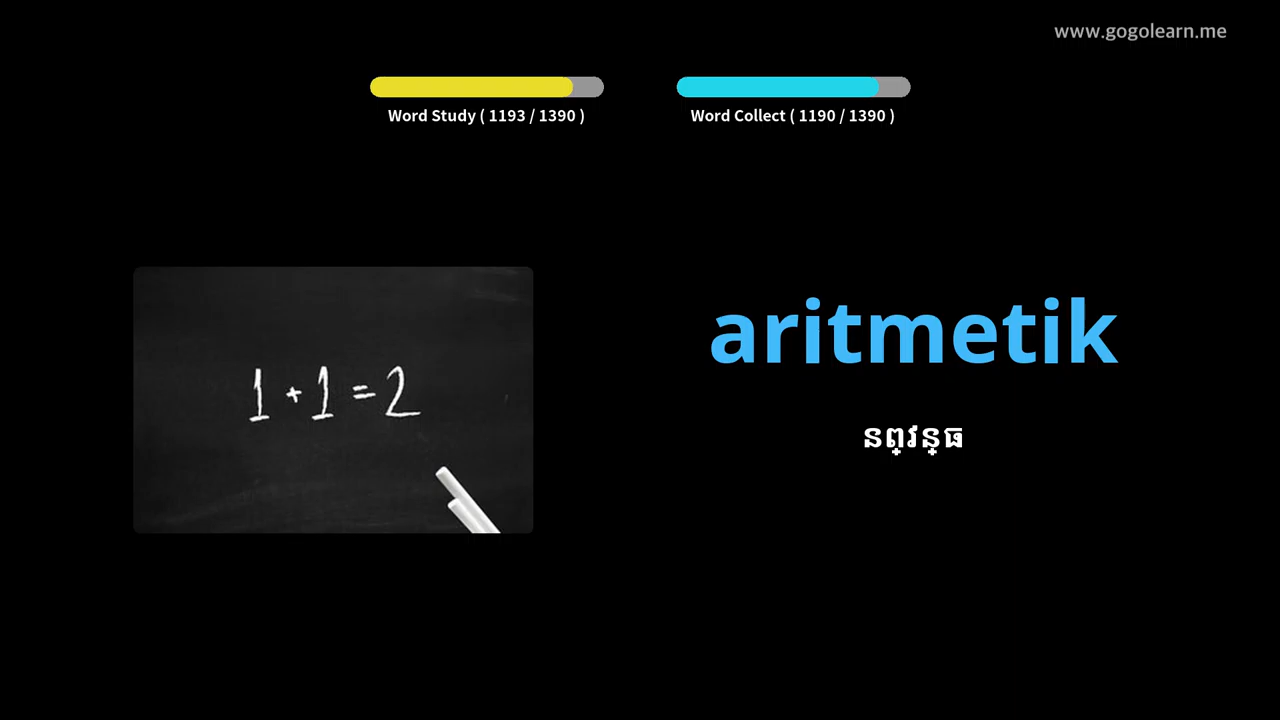 www.gogolearn.me
Word Study ( 1193 / 1390 )
Word Collect ( 1190 / 1390 )
1 + 1 = 2
aritmetik
នព្វន្ធ